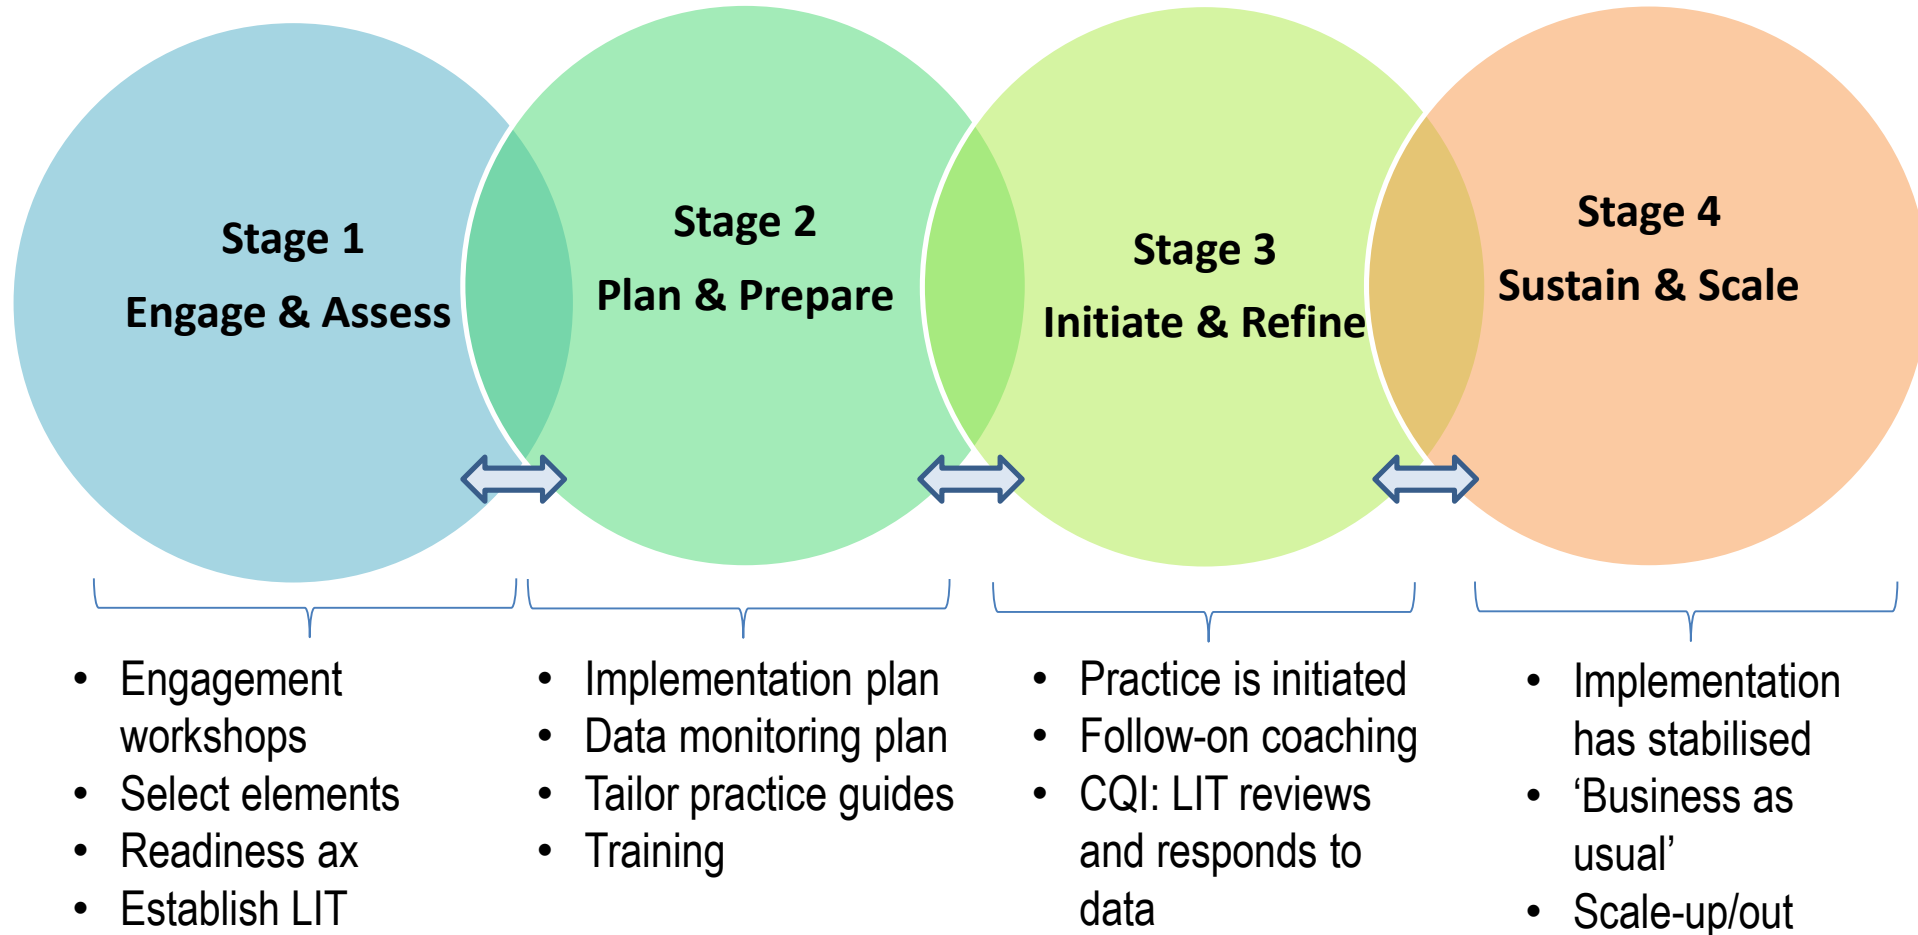 Stage 1
Engage & Assess
Stage 2
Plan & Prepare
Stage 3
Initiate & Refine
Stage 4
Sustain & Scale
• Engagement
workshops
• Select elements
• Readiness ax
• Establish LIT
• Implementation plan
• Data monitoring plan
• Tailor practice guides
• Training
• Practice is initiated
• Follow-on coaching
• CQI: LIT reviews
and responds to
data
• Implementation
has stabilised
• ‘Business as
usual’
• Scale-up/out